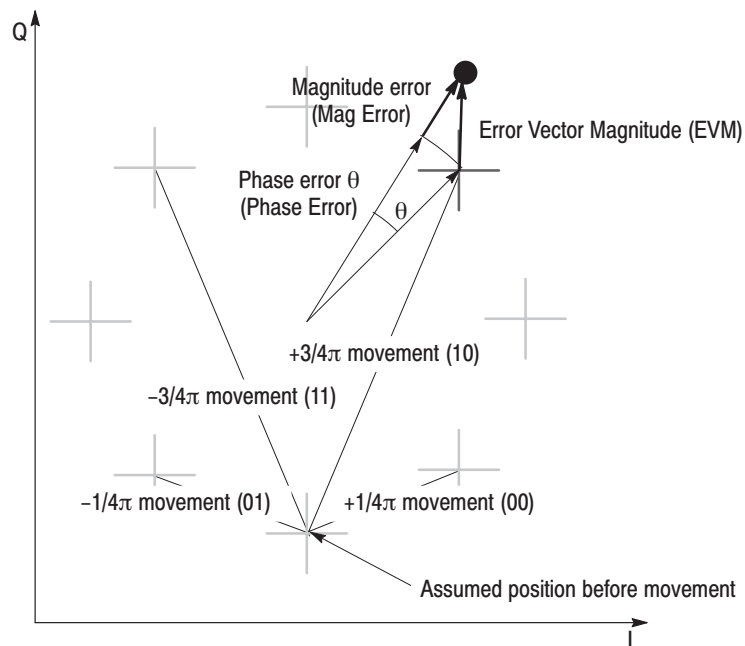 Q
Magnitude error
(Mag Error)
Error Vector Magnitude (EVM)
Phase error θ
(Phase Error)
θ
+3/4π movement (10)
–3/4π movement (11)
–1/4π movement (01)
+1/4π movement (00)
Assumed position before movement
I